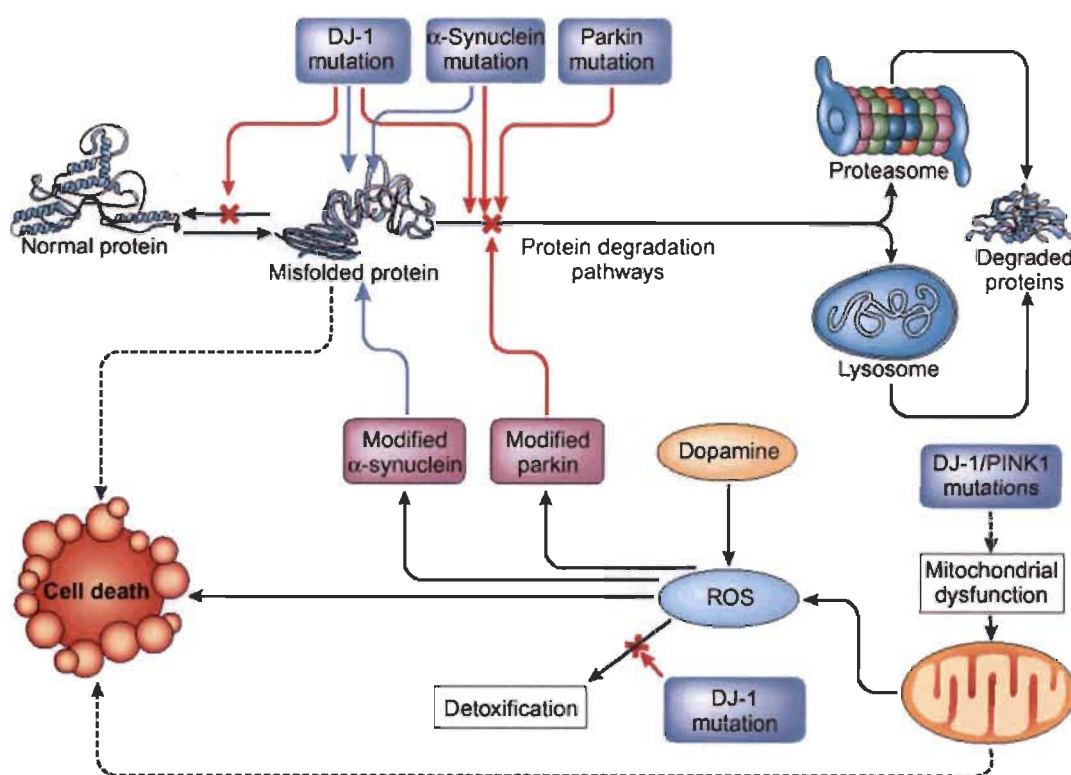 DJ-1
mutation
α-Synuclein
mutation
Parkin
mutation
Proteasome
Normal protein
Misfolded protein
Protein degradation
pathways
Degraded
proteins
Lysosome
Modified
α-synuclein
Modified
parkin
Dopamine
DJ-1/PINK1
mutations
Cell death
ROS
Mitochondrial
dysfunction
Detoxification
DJ-1
mutation